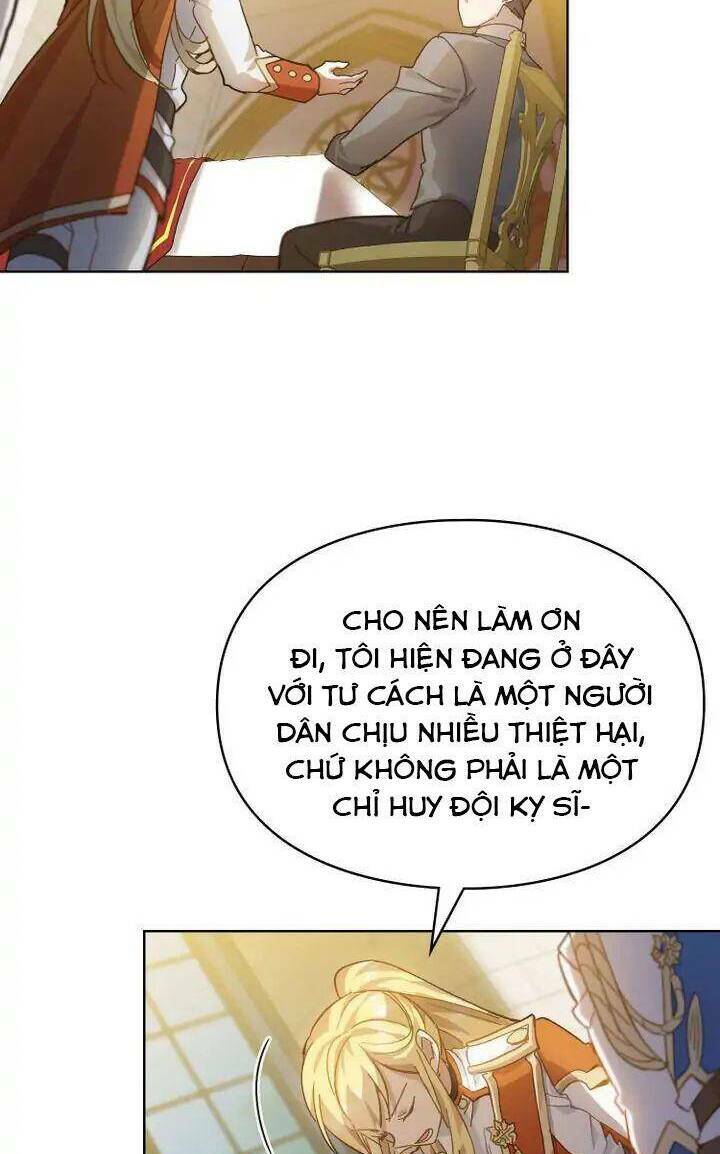 CHO NÊN LÀM ƠN
ĐI, TÔI HIỆN ĐANG Ở ĐÂY
VỚI TƯ CÁCH LÀ MỘT NGƯỜI
DÂN CHỊU NHIỀU THIỆT HẠI,
CHỨ KHÔNG PHẢI LÀ MỘT
CHỈ HUY ĐỘI KỴ SĨ-